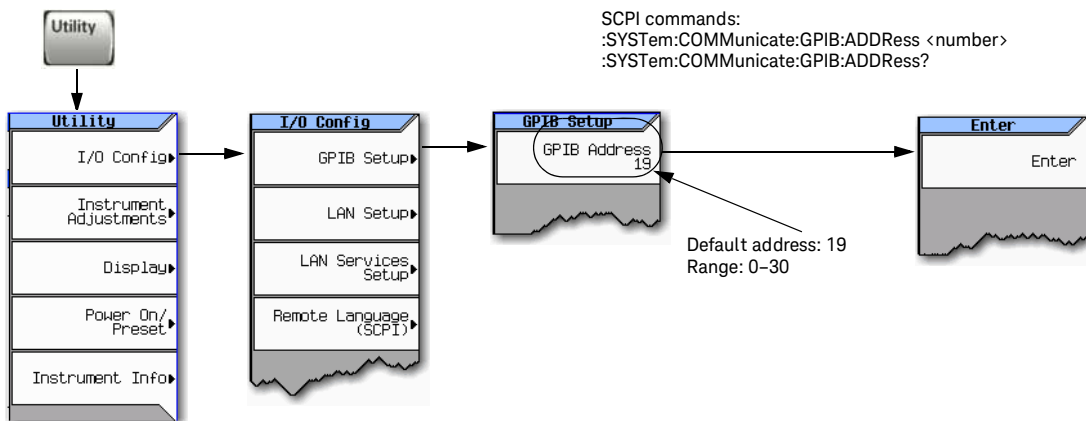 SCPI commands:
:SYSTem:COMMunicate:GPIB:ADDRess <number>
:SYSTem:COMMunicate:GPIB:ADDRess?
Utility
Utility
I/O Config
Instrument
Adjustments
Display
Power On/
Preset
Instrument Info
I/O Config
GPIB Setup
LAN Setup
LAN Services
Setup
Remote Language
(SCPI)
GPIB Setup
GPIB Address
19
Default address: 19
Range: 0–30
Enter
Enter